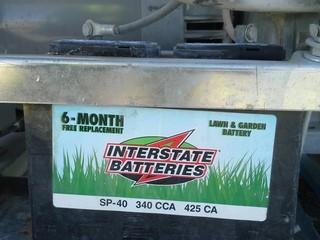 6-MONTH
FREE REPLACEMENT
LAWN & GARDEN
BATTERY
INTERSTATE
BATTERIES
SP-40 340 CCA 425 CA